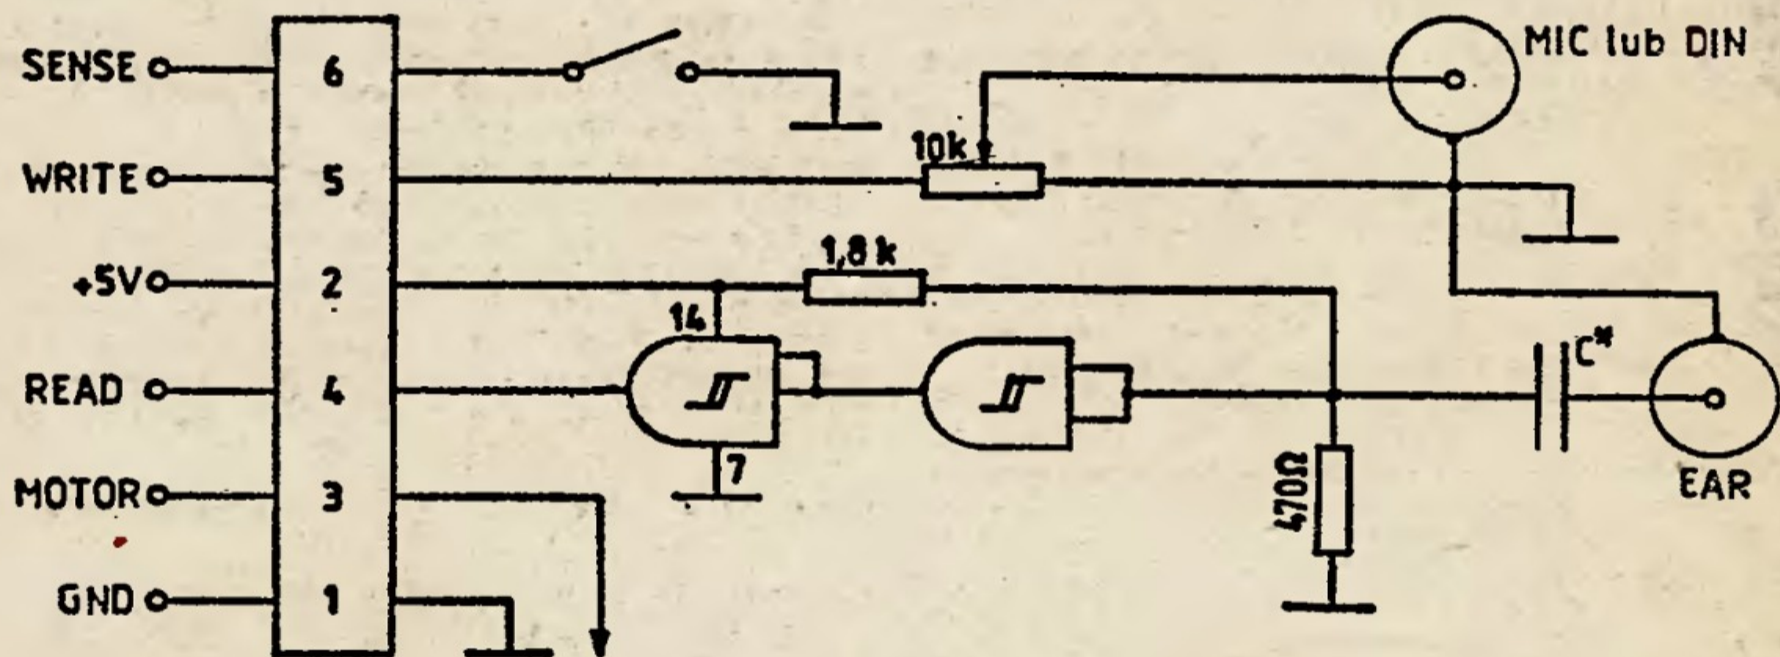 SENSE 6 MIC lub DIN
WRITE 5 10k
+5V 2 1,8 k
14
READ 4 C*
7
MOTOR 3 470Ω EAR
GND 1